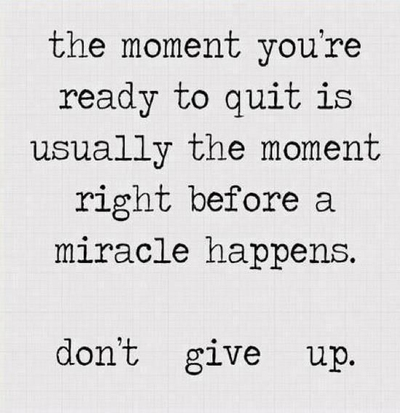 the moment you're
ready to quit is
usually the moment
right before a
miracle happens.
don't give up.